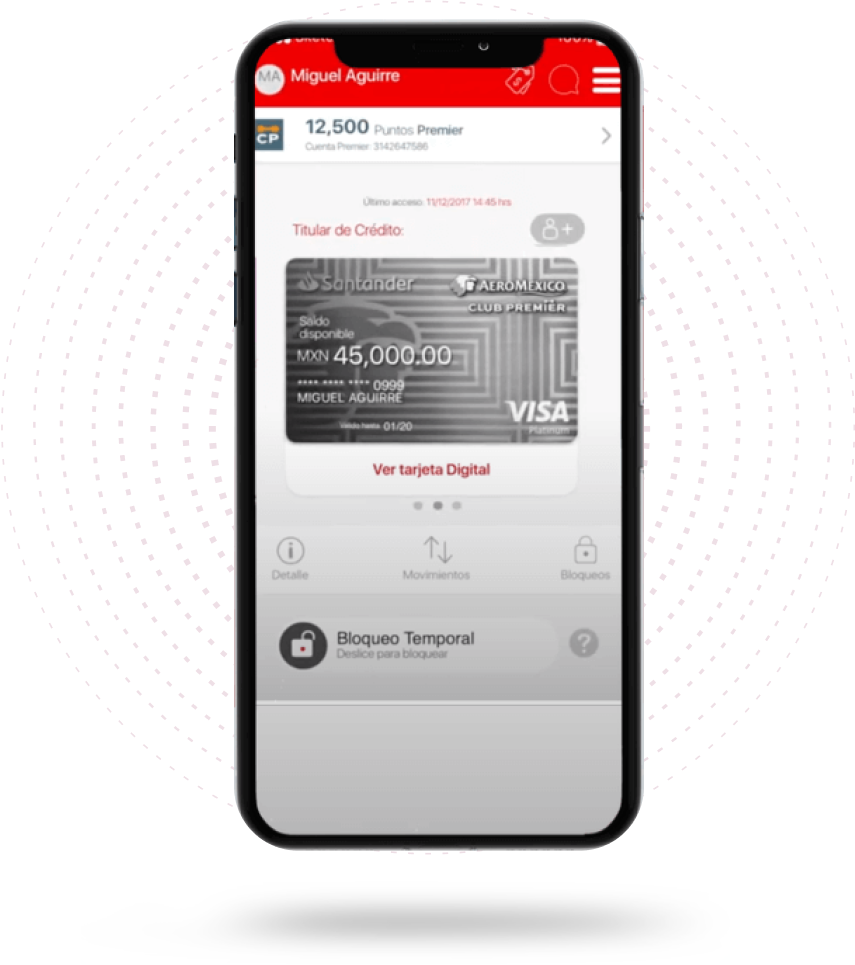 100%
MA Miguel Aguirre
CP
12,500 Puntos Premier
Cuenta Premier: 3142647586
Último acceso: 11/12/2017 14:45 hrs
Titular de Crédito:
Santander
AEROMEXICO
CLUB PREMIER
Saldo
disponible
MXN 45,000.00
**** **** **** 0999
MIGUEL AGUIRRE
Valido hasta 01/20
VISA
Platinum
Ver tarjeta Digital
Detalle
Movimientos
Bloqueos
Bloqueo Temporal
Deslice para bloquear
?